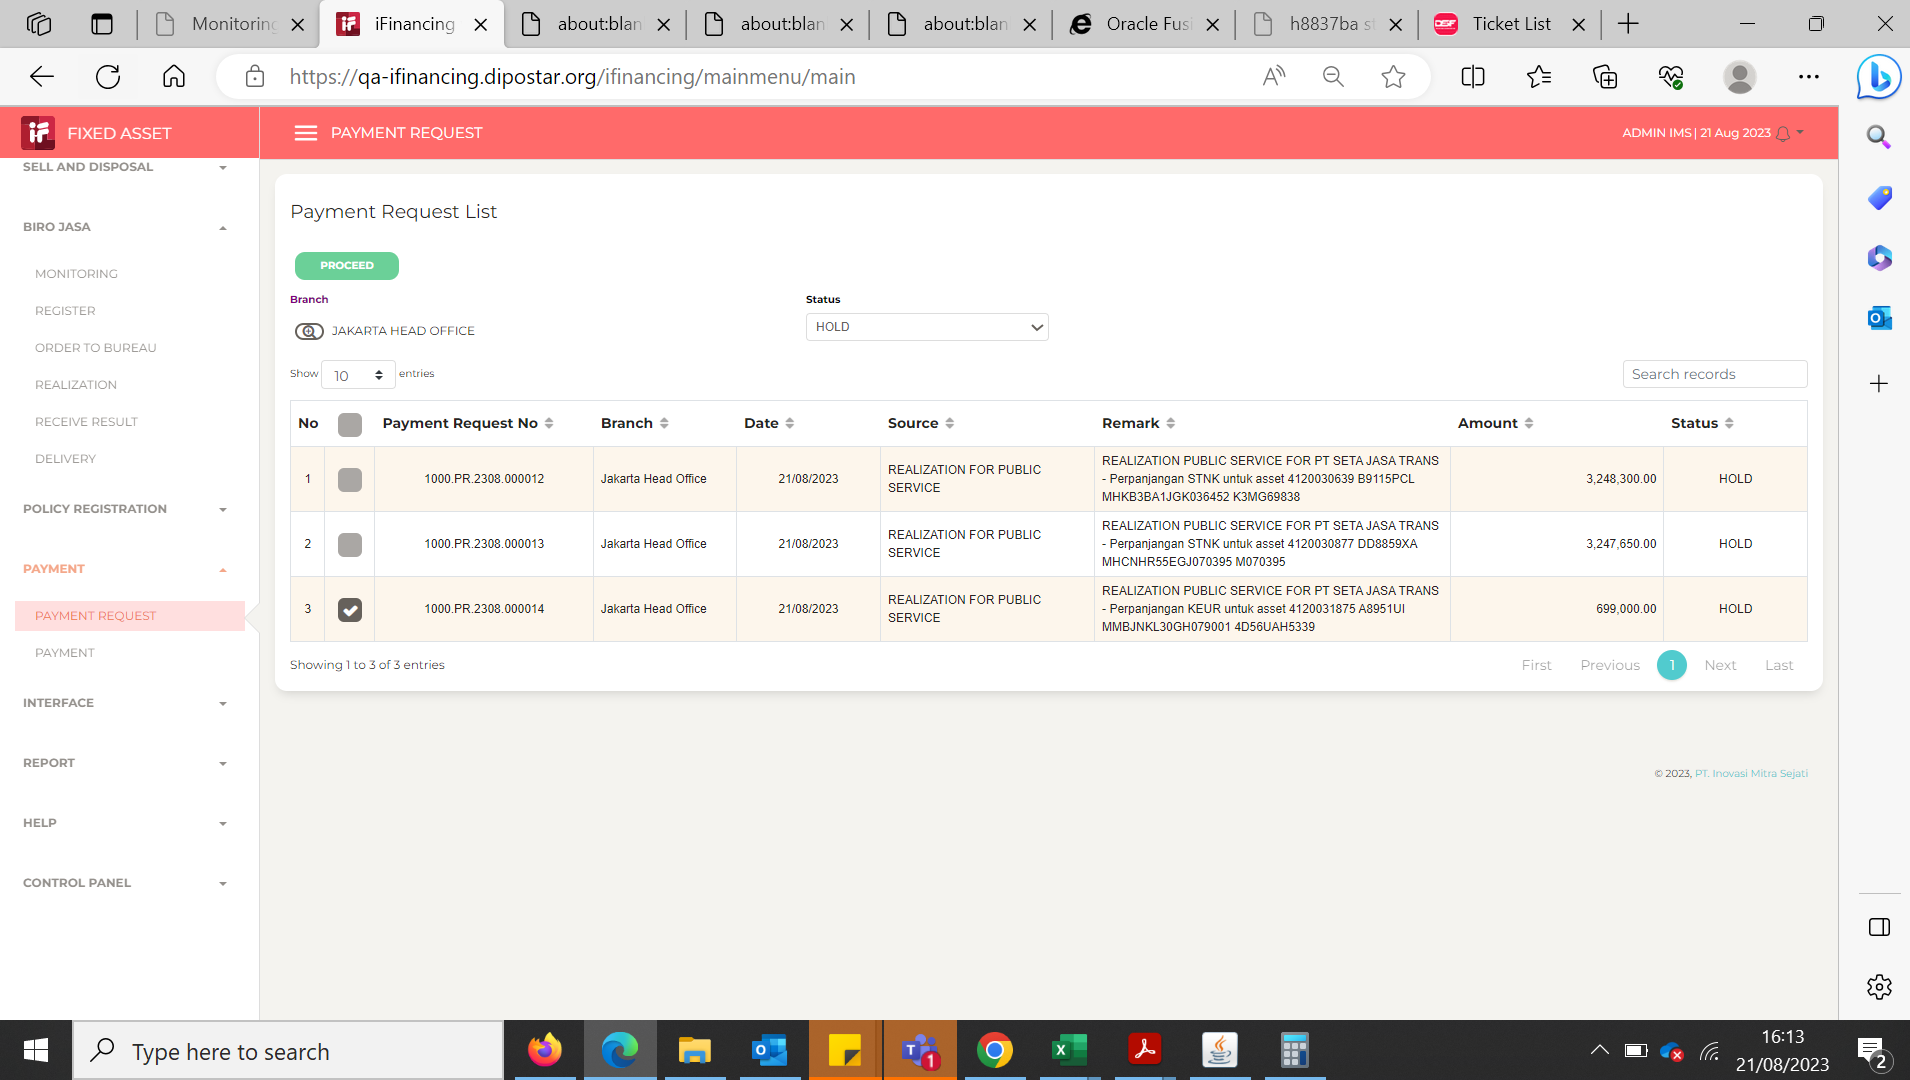 Monitoring
iFinancing
about:blan
about:blan
about:blan
Oracle Fusi
h8837ba st
Ticket List
https://qa-ifinancing.dipostar.org/ifinancing/mainmenu/main
FIXED ASSET
PAYMENT REQUEST
ADMIN IMS | 21 Aug 2023
SELL AND DISPOSAL
BIRO JASA
MONITORING
REGISTER
ORDER TO BUREAU
REALIZATION
RECEIVE RESULT
DELIVERY
POLICY REGISTRATION
PAYMENT
PAYMENT REQUEST
PAYMENT
INTERFACE
REPORT
HELP
CONTROL PANEL
Payment Request List
PROCEED
Branch
JAKARTA HEAD OFFICE
Status
HOLD
Show 10 entries
Search records
No Payment Request No Branch Date Source Remark Amount Status
1 1000.PR.2308.000012 Jakarta Head Office 21/08/2023 REALIZATION FOR PUBLIC
SERVICE
REALIZATION PUBLIC SERVICE FOR PT SETA JASA TRANS
- Perpanjangan STNK untuk asset 4120030639 B9115PCL
MHKB3BA1JGK036452 K3MG69838
3,248,300.00 HOLD
2 1000.PR.2308.000013 Jakarta Head Office 21/08/2023 REALIZATION FOR PUBLIC
SERVICE
REALIZATION PUBLIC SERVICE FOR PT SETA JASA TRANS
- Perpanjangan STNK untuk asset 4120030877 DD8859XA
MHCNHR55EGJ070395 M070395
3,247,650.00 HOLD
3 1000.PR.2308.000014 Jakarta Head Office 21/08/2023 REALIZATION FOR PUBLIC
SERVICE
REALIZATION PUBLIC SERVICE FOR PT SETA JASA TRANS
- Perpanjangan KEUR untuk asset 4120031875 A8951UI
MMBJNKL30GH079001 4D56UAH5339
699,000.00 HOLD
Showing 1 to 3 of 3 entries
First Previous 1 Next Last
© 2023, PT. Inovasi Mitra Sejati
Type here to search
1
16:13
21/08/2023
2